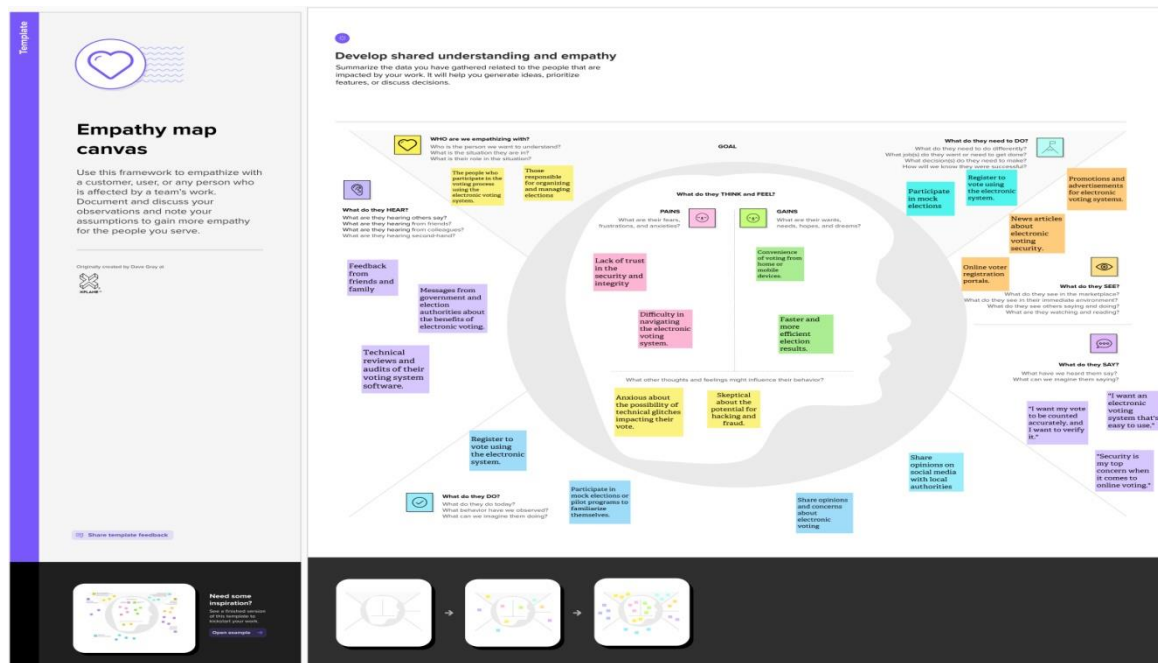 Template
Empathy map
canvas
Use this framework to empathize with
a customer, user, or any person who
is affected by a team's work.
Document and discuss your
observations and note your
assumptions to gain more empathy
for the people you serve.
Originally created by Dave Gray at
XPLANE
Share template feedback
Need some
inspiration?
See a finished version
of this template to
kickstart your work.
Open example
Develop shared understanding and empathy
Summarize the data you have gathered related to the people that are
impacted by your work. It will help you generate ideas, prioritize
features, or discuss decisions.
WHO are we empathizing with?
Who is the person we want to understand?
What is the situation they are in?
What is their role in the situation?
The people who
participate in the
voting process
using the
electronic voting
system.
Those
responsible
for organizing
and managing
elections
GOAL
What do they need to DO?
What do they need to do differently?
What job(s) do they want or need to get done?
What decision(s) do they need to make?
How will we know they were successful?
Participate
in mock
elections
Register to
vote using
the electronic
system.
Promotions and
advertisements
for electronic
voting systems.
News articles
about
electronic
voting
security.
Online voter
registration
portals.
What do they SEE?
What do they see in the marketplace?
What do they see in their immediate environment?
What do they see others saying and doing?
What are they watching and reading?
What do they HEAR?
What are they hearing others say?
What are they hearing from friends?
What are they hearing from colleagues?
What are they hearing second-hand?
Feedback
from
friends and
family
Messages from
government and
election
authorities about
the benefits of
electronic voting.
Technical
reviews and
audits of their
voting system
software.
What do they THINK and FEEL?
PAINS
What are their fears,
frustrations, and anxieties?
Lack of trust
in the
security and
integrity
Difficulty in
navigating
the electronic
voting
system.
GAINS
What are their wants,
needs, hopes, and dreams?
Convenience
of voting from
home or
mobile
devices.
Faster and
more
efficient
election
results.
What other thoughts and feelings might influence their behavior?
Anxious about
the possibility of
technical glitches
impacting their
vote.
Skeptical
about the
potential for
hacking and
fraud.
What do they SAY?
What have we heard them say?
What can we imagine them saying?
"I want my vote
to be counted
accurately, and
I want to verify
it."
"I want an
electronic
voting
system that's
easy to use."
"Security is
my top
concern when
it comes to
online voting."
Register to
vote using
the electronic
system.
What do they DO?
What do they do today?
What behavior have we observed?
What can we imagine them doing?
Participate in
mock elections or
pilot programs to
familiarize
themselves.
Share opinions
and concerns
about
electronic
voting
Share
opinions on
social media
with local
authorities